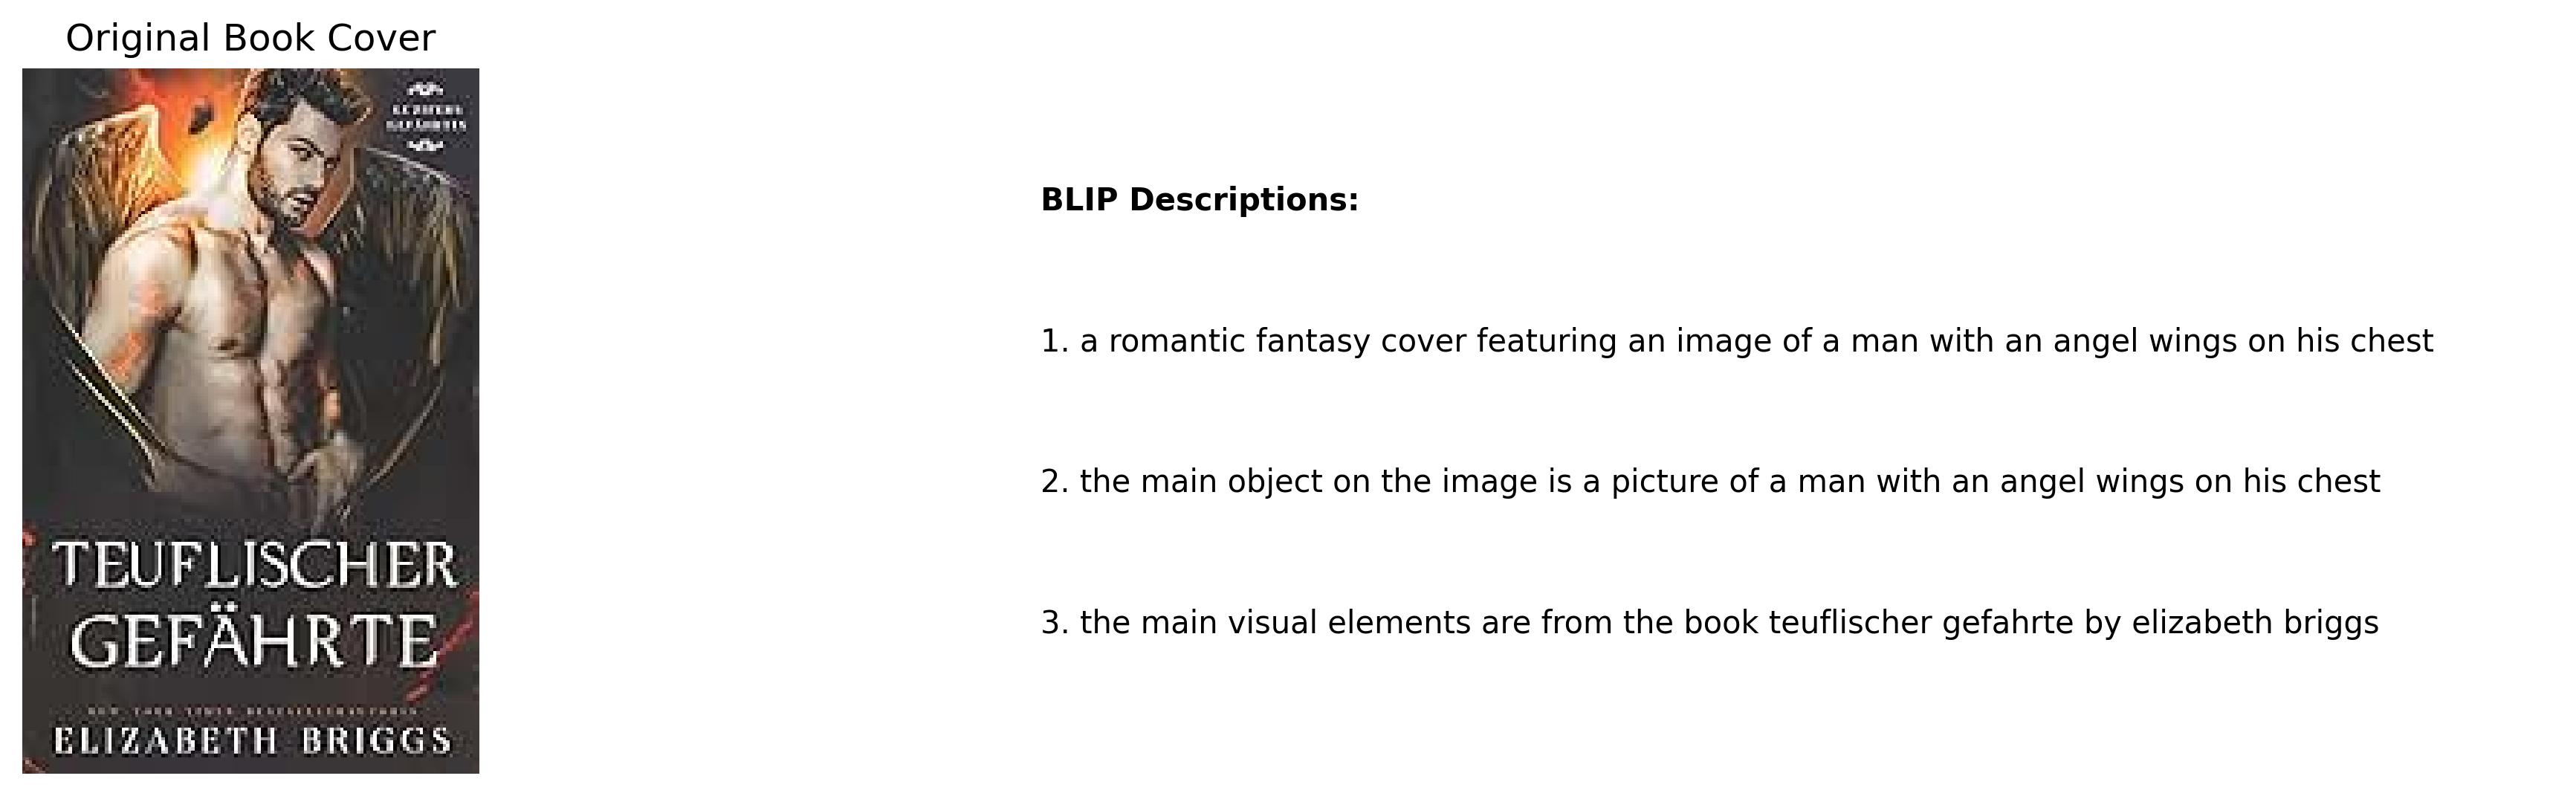 Original Book Cover
TEUFLISCHER
GEFÄHRTE
ELIZABETH BRIGGS
BLIP Descriptions:
1. a romantic fantasy cover featuring an image of a man with an angel wings on his chest
2. the main object on the image is a picture of a man with an angel wings on his chest
3. the main visual elements are from the book teuflischer gefahrte by elizabeth briggs